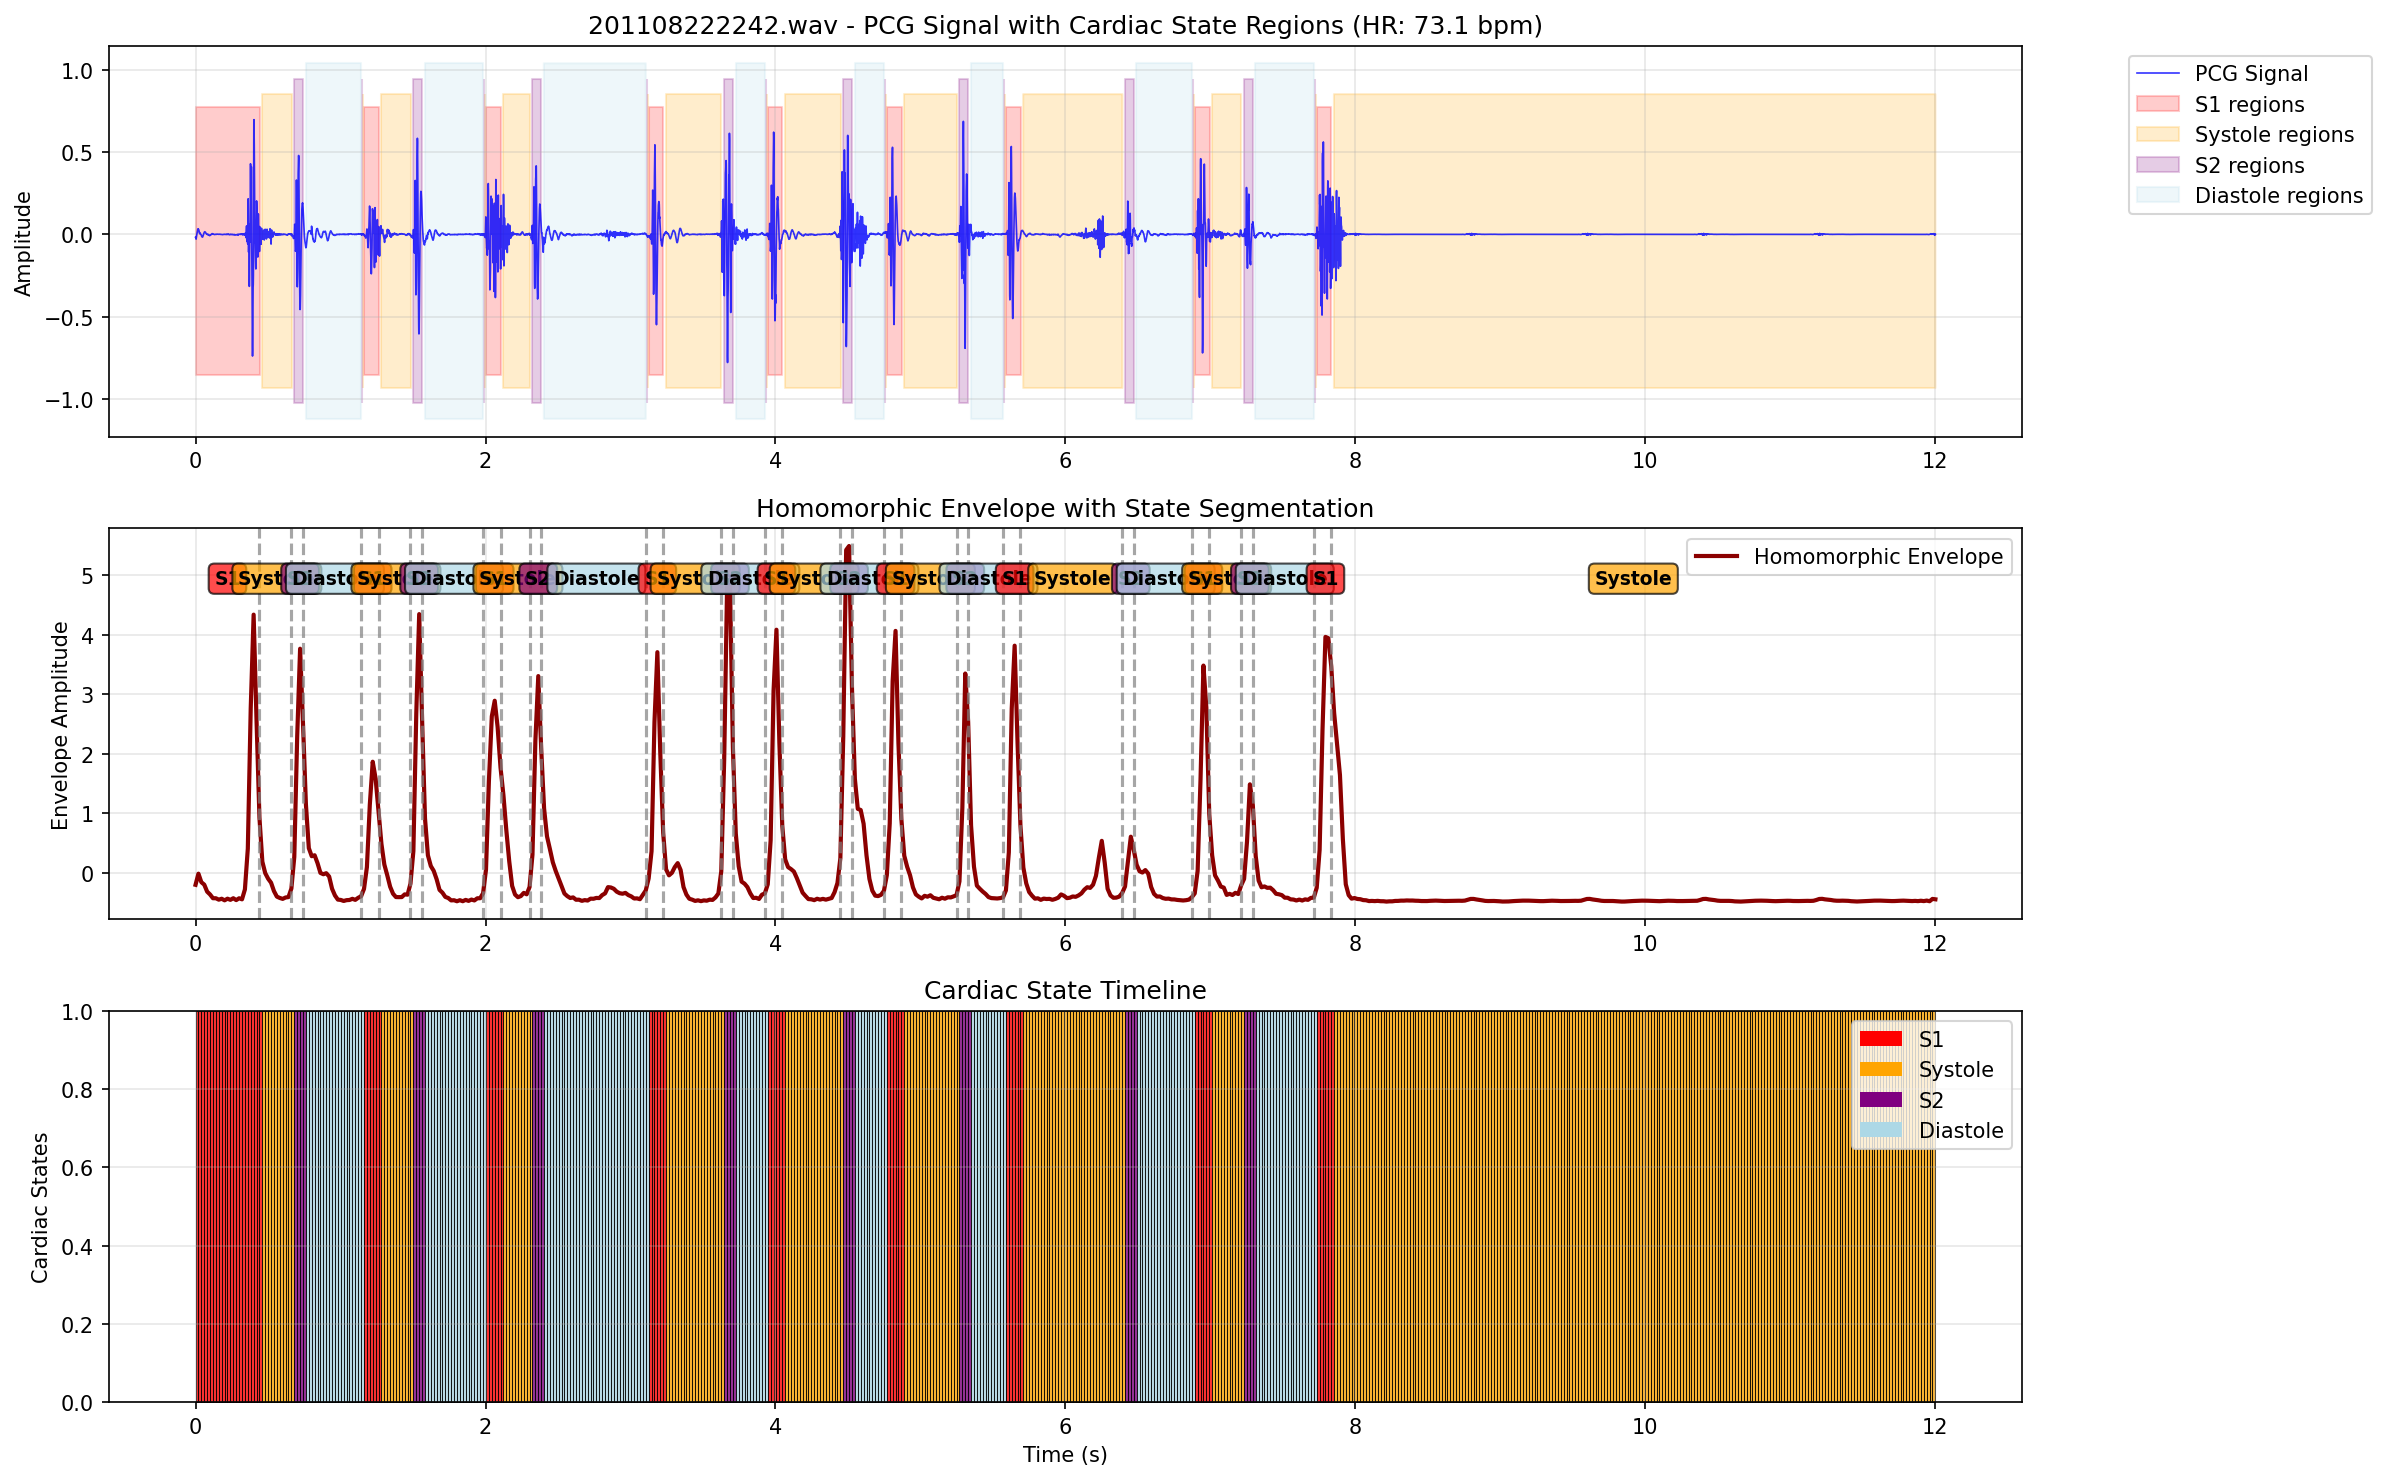 201108222242.wav - PCG Signal with Cardiac State Regions (HR: 73.1 bpm)
Amplitude
1.0
0.5
0.0
−0.5
−1.0
0 2 4 6 8 10 12
PCG Signal
S1 regions
Systole regions
S2 regions
Diastole regions
Homomorphic Envelope with State Segmentation
Envelope Amplitude
5
4
3
2
1
0
Homomorphic Envelope
S1 Syst Diasto Syst Diasto Syst S2 Diastole Systo Diast Syst Diast Systo Diast S1 Systole Diasto Syst Diastole S1 Systole
0 2 4 6 8 10 12
Cardiac State Timeline
Cardiac States
1.0
0.8
0.6
0.4
0.2
0.0
S1
Systole
S2
Diastole
0 2 4 6 8 10 12
Time (s)